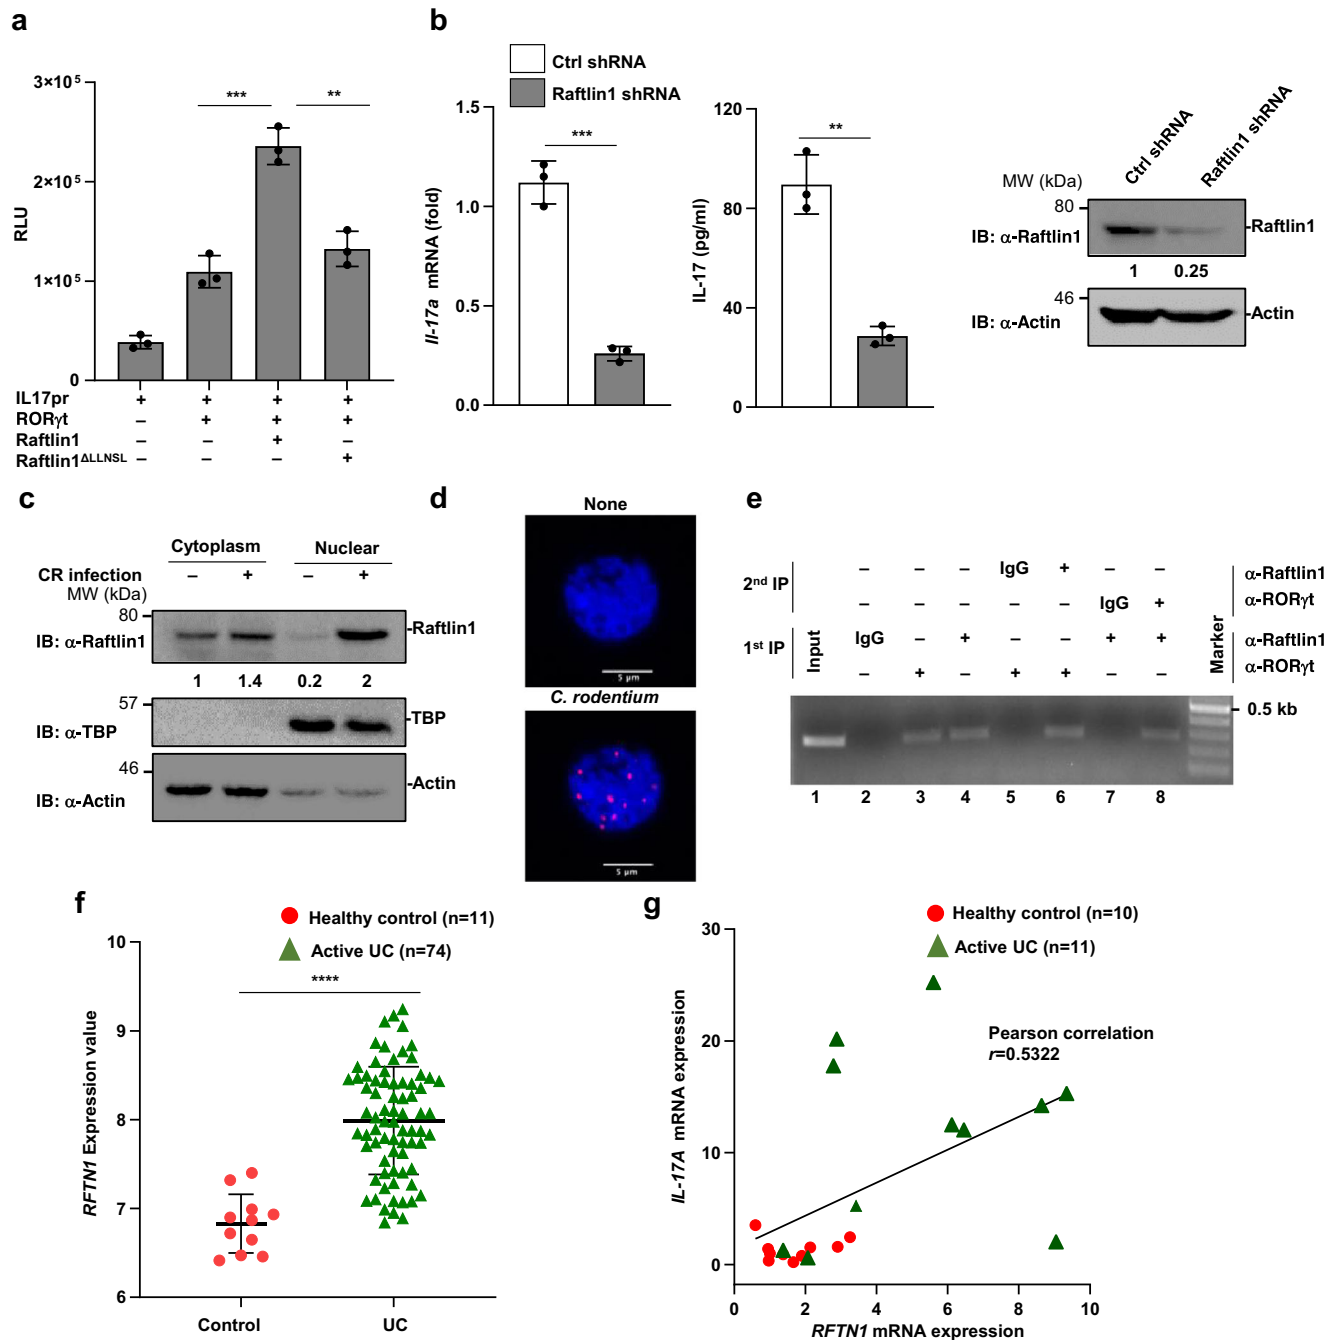 a
3×10⁵
2×10⁵
1×10⁵
0
RLU
***
**
IL17pr + + + +
RORγt – + + +
Raftlin1 – – + –
Raftlin1ΔLLNSL – – – +
b
Ctrl shRNA
Raftlin1 shRNA
1.5
1.0
0.5
0.0
Il-17a mRNA (fold)
***
120
80
40
0
IL-17 (pg/ml)
**
Ctrl shRNA
Raftlin1 shRNA
MW (kDa)
80
IB: α-Raftlin1
-Raftlin1
1 0.25
46
IB: α-Actin
-Actin
c
Cytoplasm Nuclear
CR infection – + – +
MW (kDa)
80
IB: α-Raftlin1
-Raftlin1
1 1.4 0.2 2
57
IB: α-TBP
-TBP
46
IB: α-Actin
-Actin
d
None
5 μm
C. rodentium
5 μm
e
2nd IP
– – – IgG + – – α-Raftlin1
– – – – – IgG + α-RORγt
1st IP
Input
IgG – + – – + + α-Raftlin1
+ – + + – – α-RORγt
Marker
0.5 kb
1 2 3 4 5 6 7 8
f
Healthy control (n=11)
Active UC (n=74)
10
9
8
7
6
RFTN1 Expression value
****
Control UC
g
Healthy control (n=10)
Active UC (n=11)
30
20
10
0
IL-17A mRNA expression
Pearson correlation
r=0.5322
0 2 4 6 8 10
RFTN1 mRNA expression